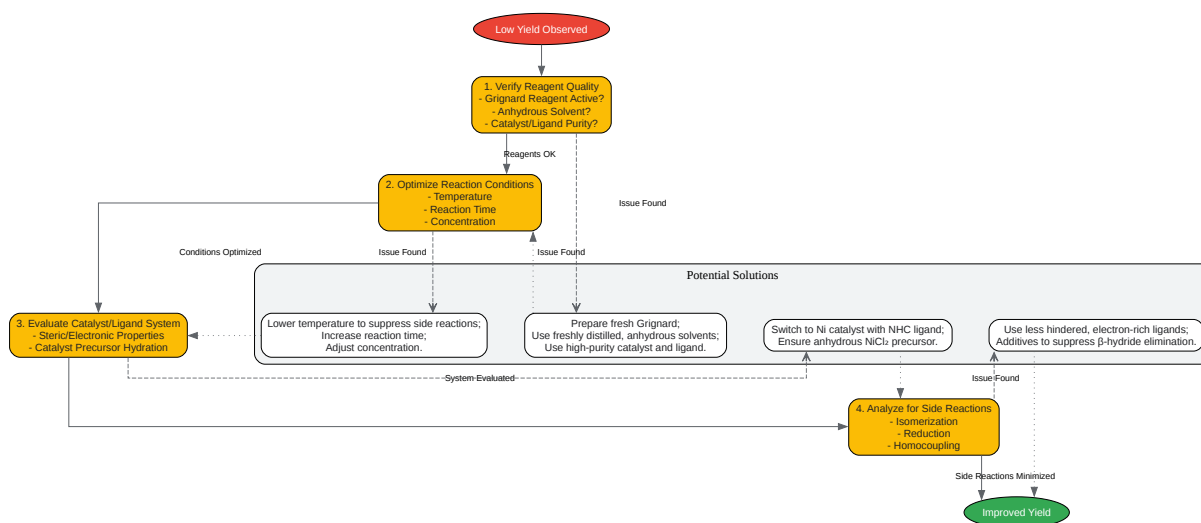 Low Yield Observed
1. Verify Reagent Quality
- Grignard Reagent Active?
- Anhydrous Solvent?
- Catalyst/Ligand Purity?
Reagents OK
2. Optimize Reaction Conditions
- Temperature
- Reaction Time
- Concentration
Issue Found
Conditions Optimized
Issue Found
Issue Found
Potential Solutions
3. Evaluate Catalyst/Ligand System
- Steric/Electronic Properties
- Catalyst Precursor Hydration
Lower temperature to suppress side reactions;
Increase reaction time;
Adjust concentration.
Prepare fresh Grignard;
Use freshly distilled, anhydrous solvents;
Use high-purity catalyst and ligand.
Switch to Ni catalyst with NHC ligand;
Ensure anhydrous NiCl₂ precursor.
Use less hindered, electron-rich ligands;
Additives to suppress β-hydride elimination.
System Evaluated
Issue Found
4. Analyze for Side Reactions
- Isomerization
- Reduction
- Homocoupling
Side Reactions Minimized
Improved Yield